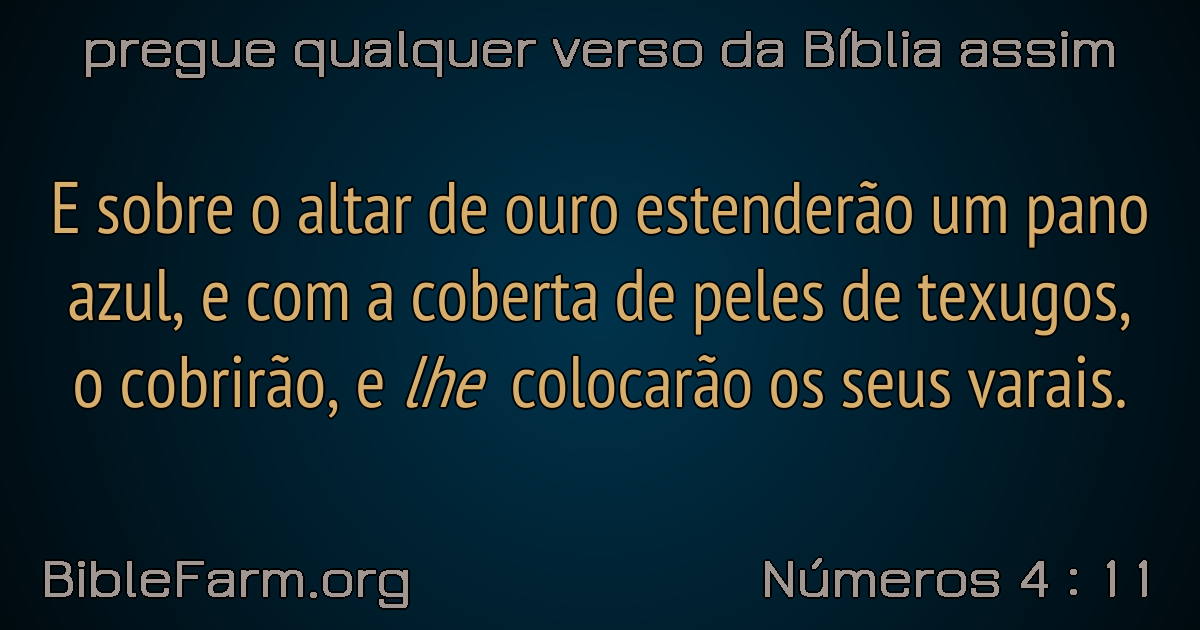 pregue qualquer verso da Bíblia assim
E sobre o altar de ouro estenderão um pano
azul, e com a coberta de peles de texugos,
o cobrirão, e lhe colocarão os seus varais.
BibleFarm.org
Números 4 : 11